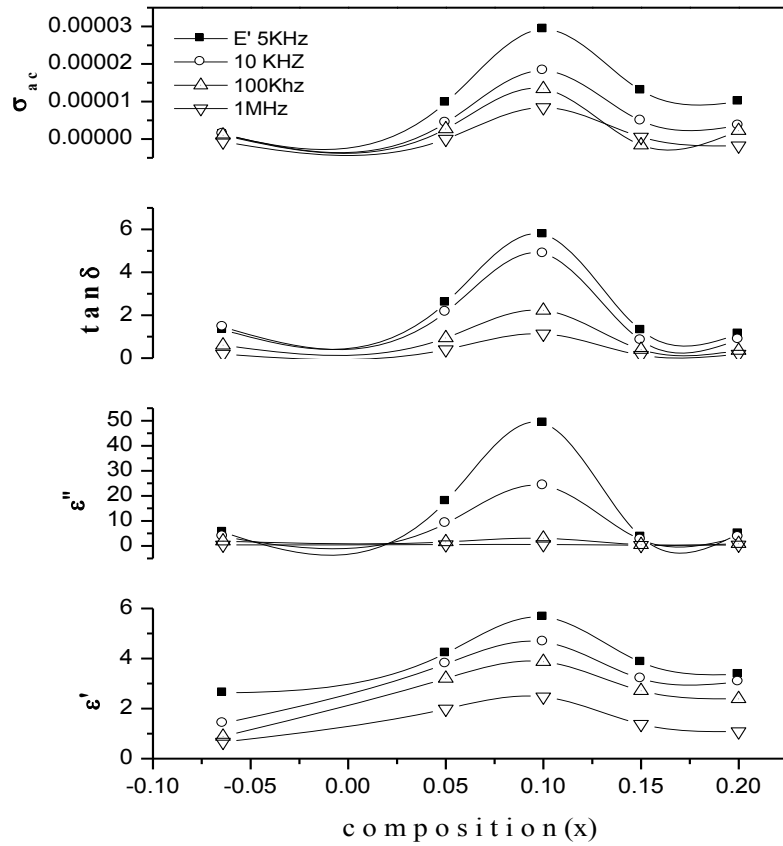 E' 5KHz
10 KHZ
100Khz
1MHz
0.00003
0.00002
0.00001
0.00000
σac
6
4
2
0
tanδ
50
40
30
20
10
0
ε"
6
4
2
0
ε'
-0.10 -0.05 0.00 0.05 0.10 0.15 0.20
composition(x)